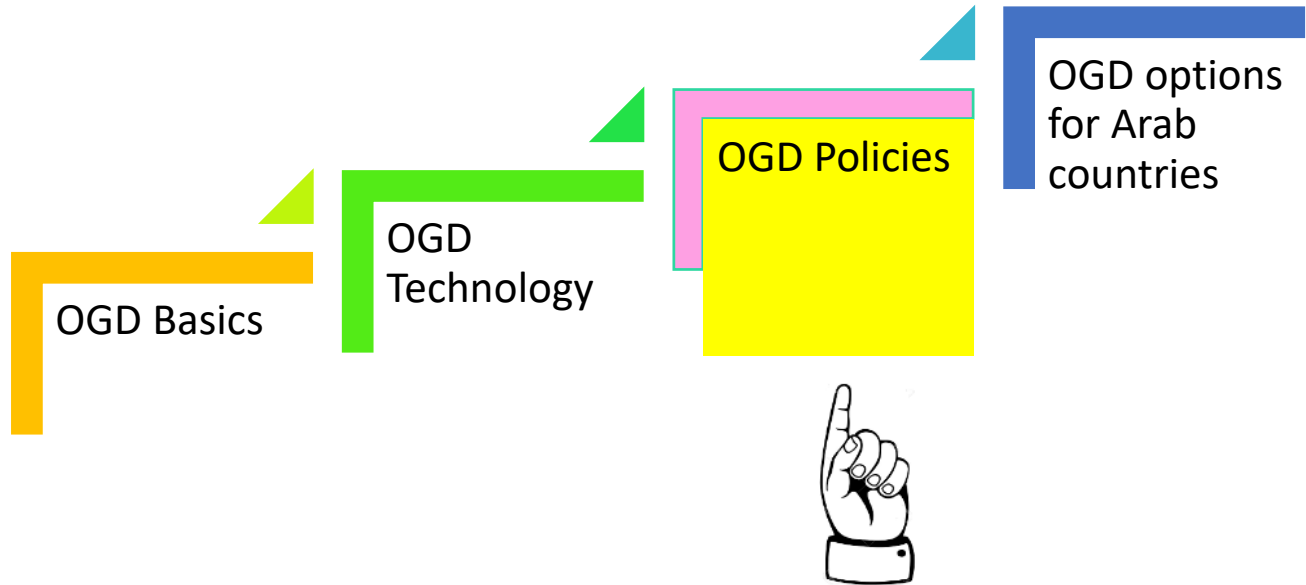 OGD Basics
OGD
Technology
OGD Policies
OGD options
for Arab
countries